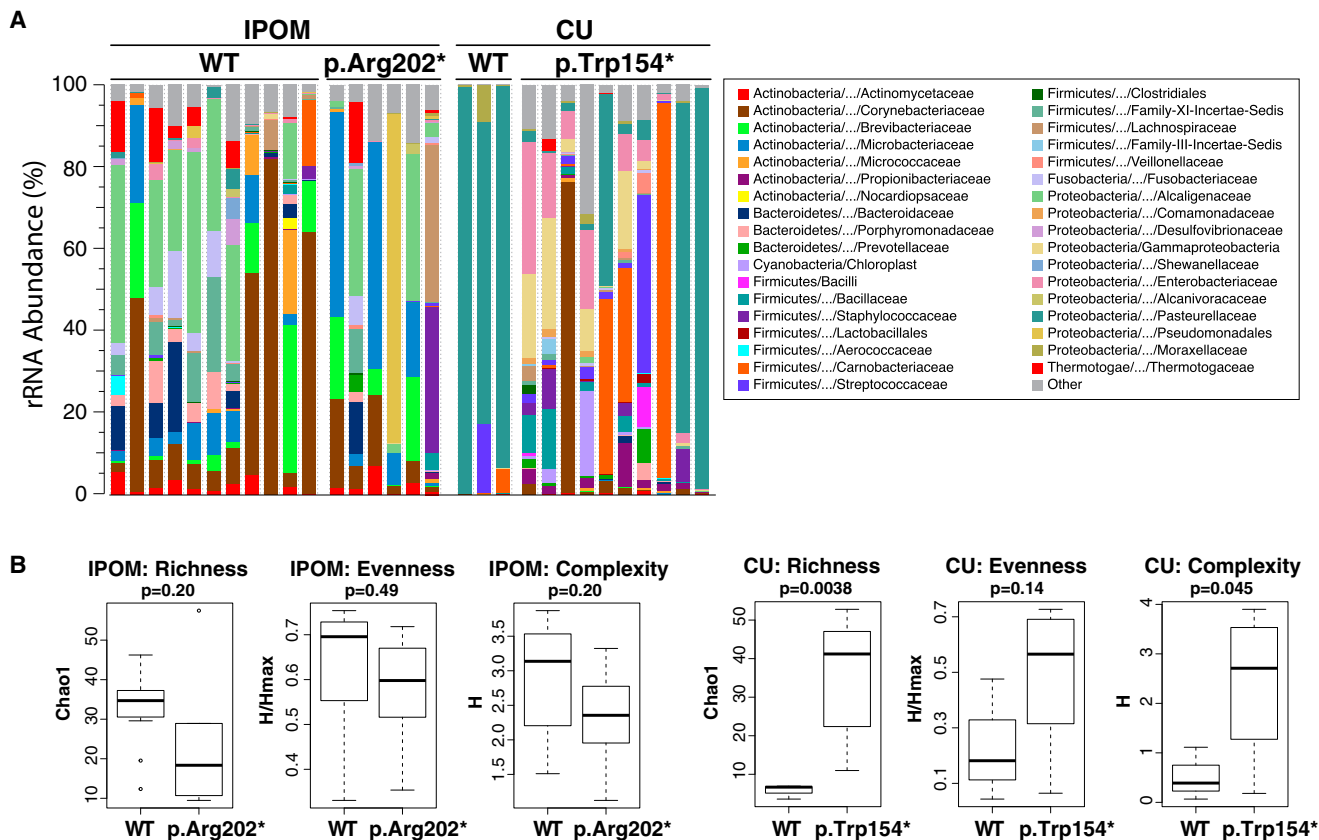 A
IPOM
CU
WT
p.Arg202*
WT
p.Trp154*
rRNA Abundance (%)
100
80
60
40
20
0
Actinobacteria/.../Actinomycetaceae
Actinobacteria/.../Corynebacteriaceae
Actinobacteria/.../Brevibacteriaceae
Actinobacteria/.../Microbacteriaceae
Actinobacteria/.../Micrococcaceae
Actinobacteria/.../Propionibacteriaceae
Actinobacteria/.../Nocardiopsaceae
Bacteroidetes/.../Bacteroidaceae
Bacteroidetes/.../Porphyromonadaceae
Bacteroidetes/.../Prevotellaceae
Cyanobacteria/Chloroplast
Firmicutes/Bacilli
Firmicutes/.../Bacillaceae
Firmicutes/.../Staphylococcaceae
Firmicutes/.../Lactobacillales
Firmicutes/.../Aerococcaceae
Firmicutes/.../Carnobacteriaceae
Firmicutes/.../Streptococcaceae
Firmicutes/.../Clostridiales
Firmicutes/.../Family-XI-Incertae-Sedis
Firmicutes/.../Lachnospiraceae
Firmicutes/.../Family-III-Incertae-Sedis
Firmicutes/.../Veillonellaceae
Fusobacteria/.../Fusobacteriaceae
Proteobacteria/.../Alcaligenaceae
Proteobacteria/.../Comamonadaceae
Proteobacteria/.../Desulfovibrionaceae
Proteobacteria/Gammaproteobacteria
Proteobacteria/.../Shewanellaceae
Proteobacteria/.../Enterobacteriaceae
Proteobacteria/.../Alcanivoracaceae
Proteobacteria/.../Pasteurellaceae
Proteobacteria/.../Pseudomonadales
Proteobacteria/.../Moraxellaceae
Thermotogae/.../Thermotogaceae
Other
B
IPOM: Richness
p=0.20
Chao1
50
40
30
20
10
WT p.Arg202*
IPOM: Evenness
p=0.49
H/Hmax
0.7
0.6
0.5
0.4
WT p.Arg202*
IPOM: Complexity
p=0.20
H
3.5
3.0
2.5
2.0
1.5
WT p.Arg202*
CU: Richness
p=0.0038
Chao1
50
40
30
20
10
WT p.Trp154*
CU: Evenness
p=0.14
H/Hmax
0.7
0.5
0.3
0.1
WT p.Trp154*
CU: Complexity
p=0.045
H
4
3
2
1
0
WT p.Trp154*